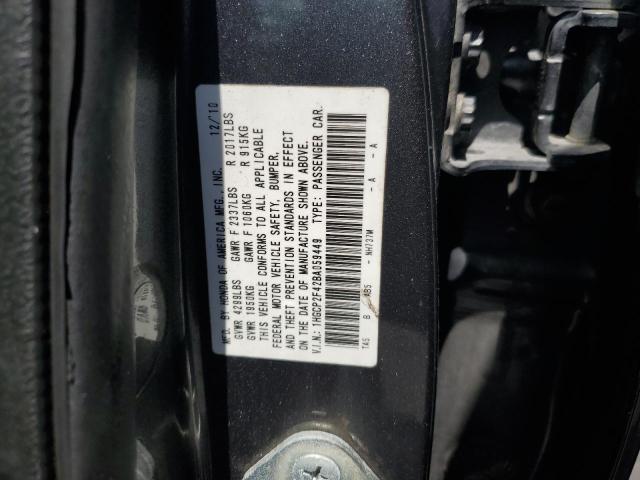 MFD. BY HONDA OF AMERICA MFG., INC. 12/'10
GVWR 4299LBS GAWR F 2337LBS R 2017LBS
GVWR 1950KG GAWR F 1060KG R 915KG
THIS VEHICLE CONFORMS TO ALL APPLICABLE
FEDERAL MOTOR VEHICLE SAFETY, BUMPER,
AND THEFT PREVENTION STANDARDS IN EFFECT
ON THE DATE OF MANUFACTURE SHOWN ABOVE.
V.I.N.: 1HGCP2F42BA059449 TYPE: PASSENGER CAR
TA5 B AB5 - NH737M - A - A